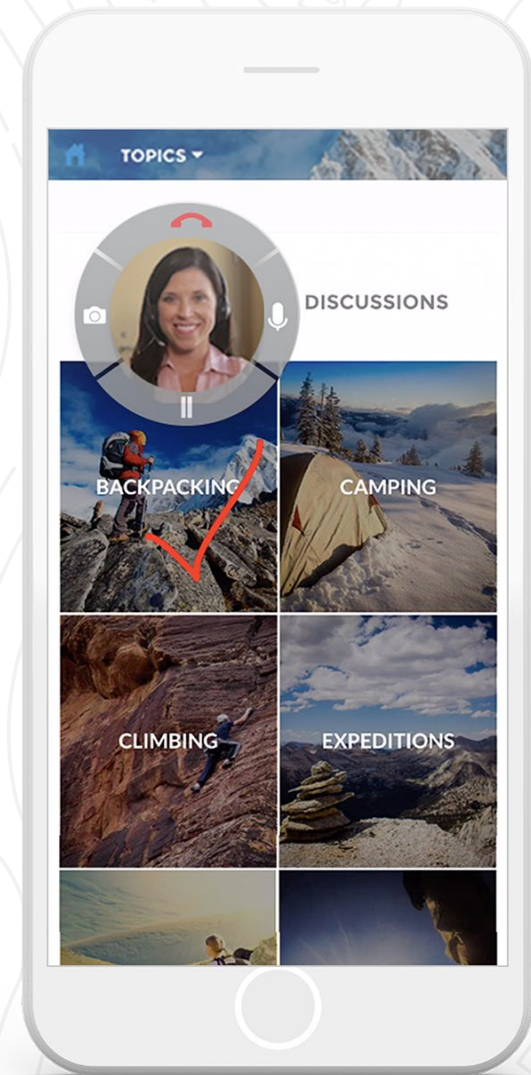 TOPICS
DISCUSSIONS
BACKPACKING
CAMPING
CLIMBING
EXPEDITIONS